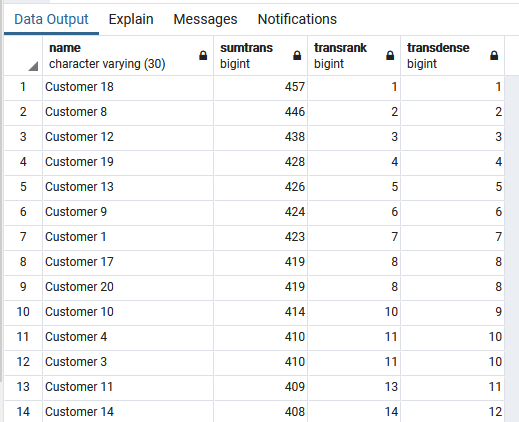 Data Output Explain Messages Notifications
name sumtrans transrank transdense
character varying (30) bigint bigint bigint
1 Customer 18 457 1 1
2 Customer 8 446 2 2
3 Customer 12 438 3 3
4 Customer 19 428 4 4
5 Customer 13 426 5 5
6 Customer 9 424 6 6
7 Customer 1 423 7 7
8 Customer 17 419 8 8
9 Customer 20 419 8 8
10 Customer 10 414 10 9
11 Customer 4 410 11 10
12 Customer 3 410 11 10
13 Customer 11 409 13 11
14 Customer 14 408 14 12